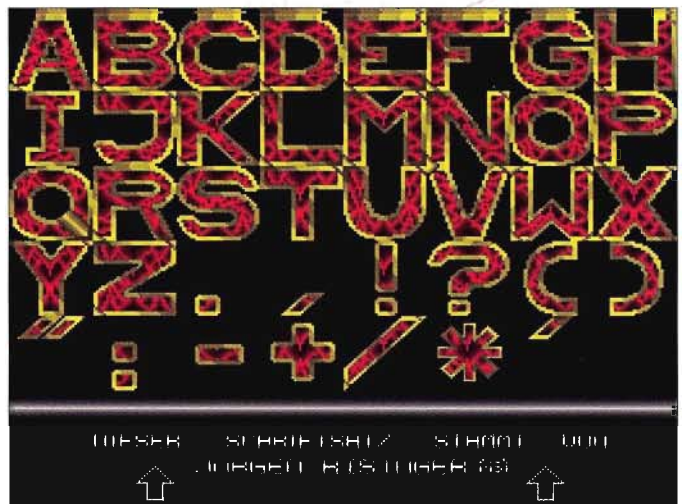 ABCDEFGH
IJKLMNOP
QRSTUVWX
YZ.,!?()
":-+/*'
DIESER SCHRIFTSATZ STAMMT VON